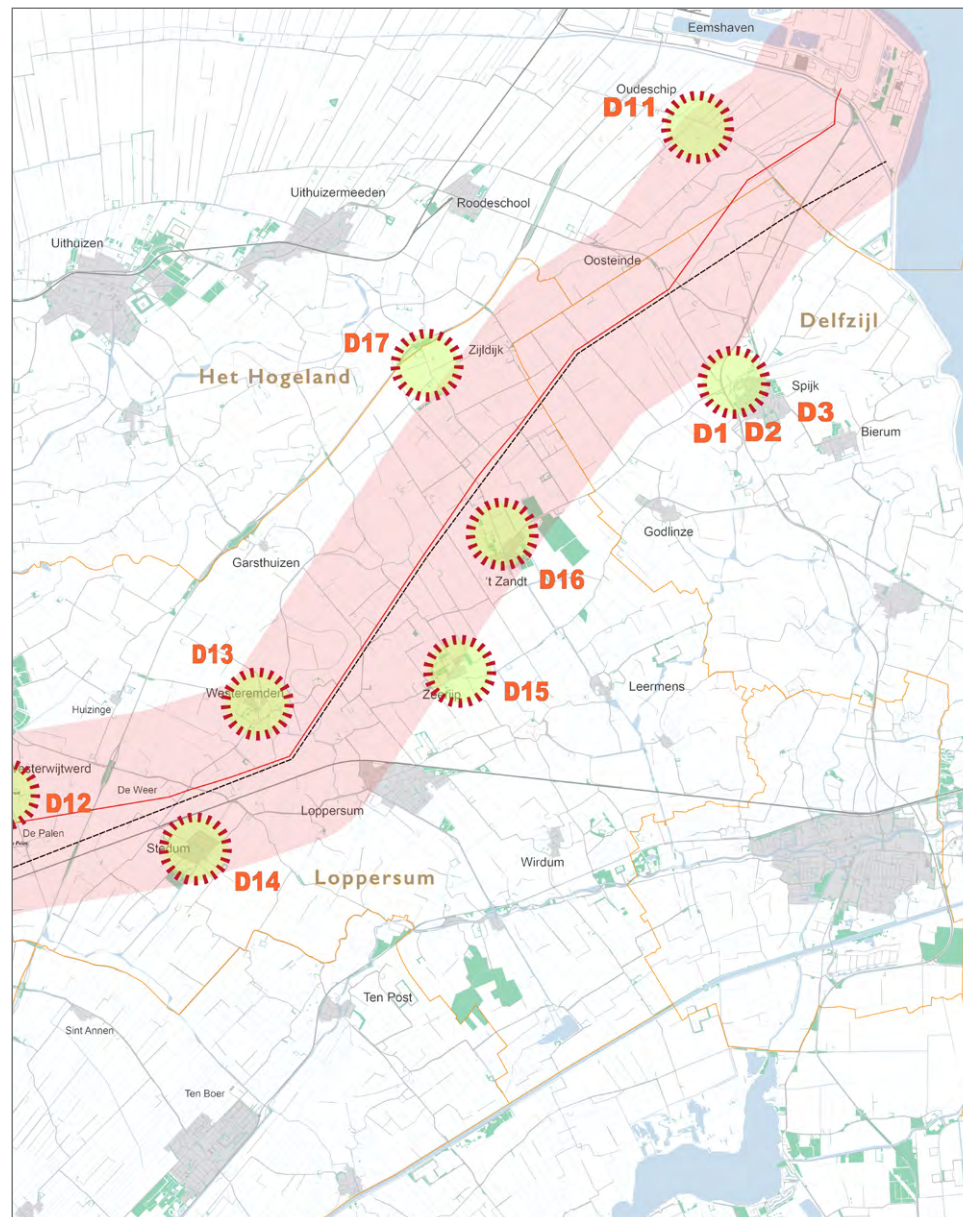 Eemshaven
Oudeschip
D11
Uithuizermeeden
Roodeschool
Uithuizen
Oosteinde
Delfzijl
D17
Zijldijk
Het Hogeland
Spijk
D1 D2 D3
Bierum
Godlinze
Garsthuizen
't Zandt
D16
D13
Westeremden
Zeerijp
D15
Leermens
Huizinge
esterwijtwerd
De Weer
D12
Loppersum
De Palen
Stedum
D14
Wirdum
Loppersum
Ten Post
Sint Annen
Ten Boer